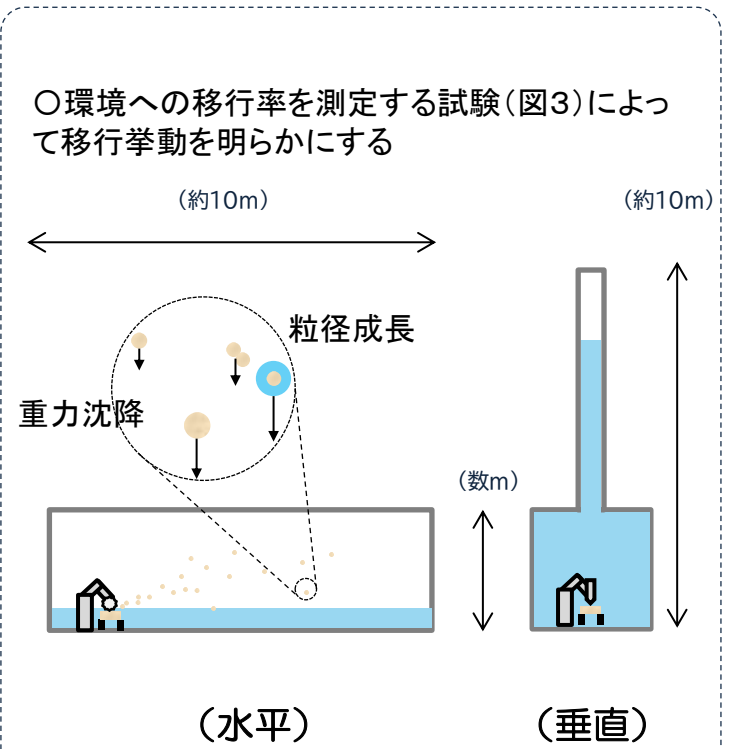 〇環境への移行率を測定する試験(図3)によっ
て移行挙動を明らかにする
(約10m)
(約10m)
粒径成長
重力沈降
(数m)
(水平)
(垂直)